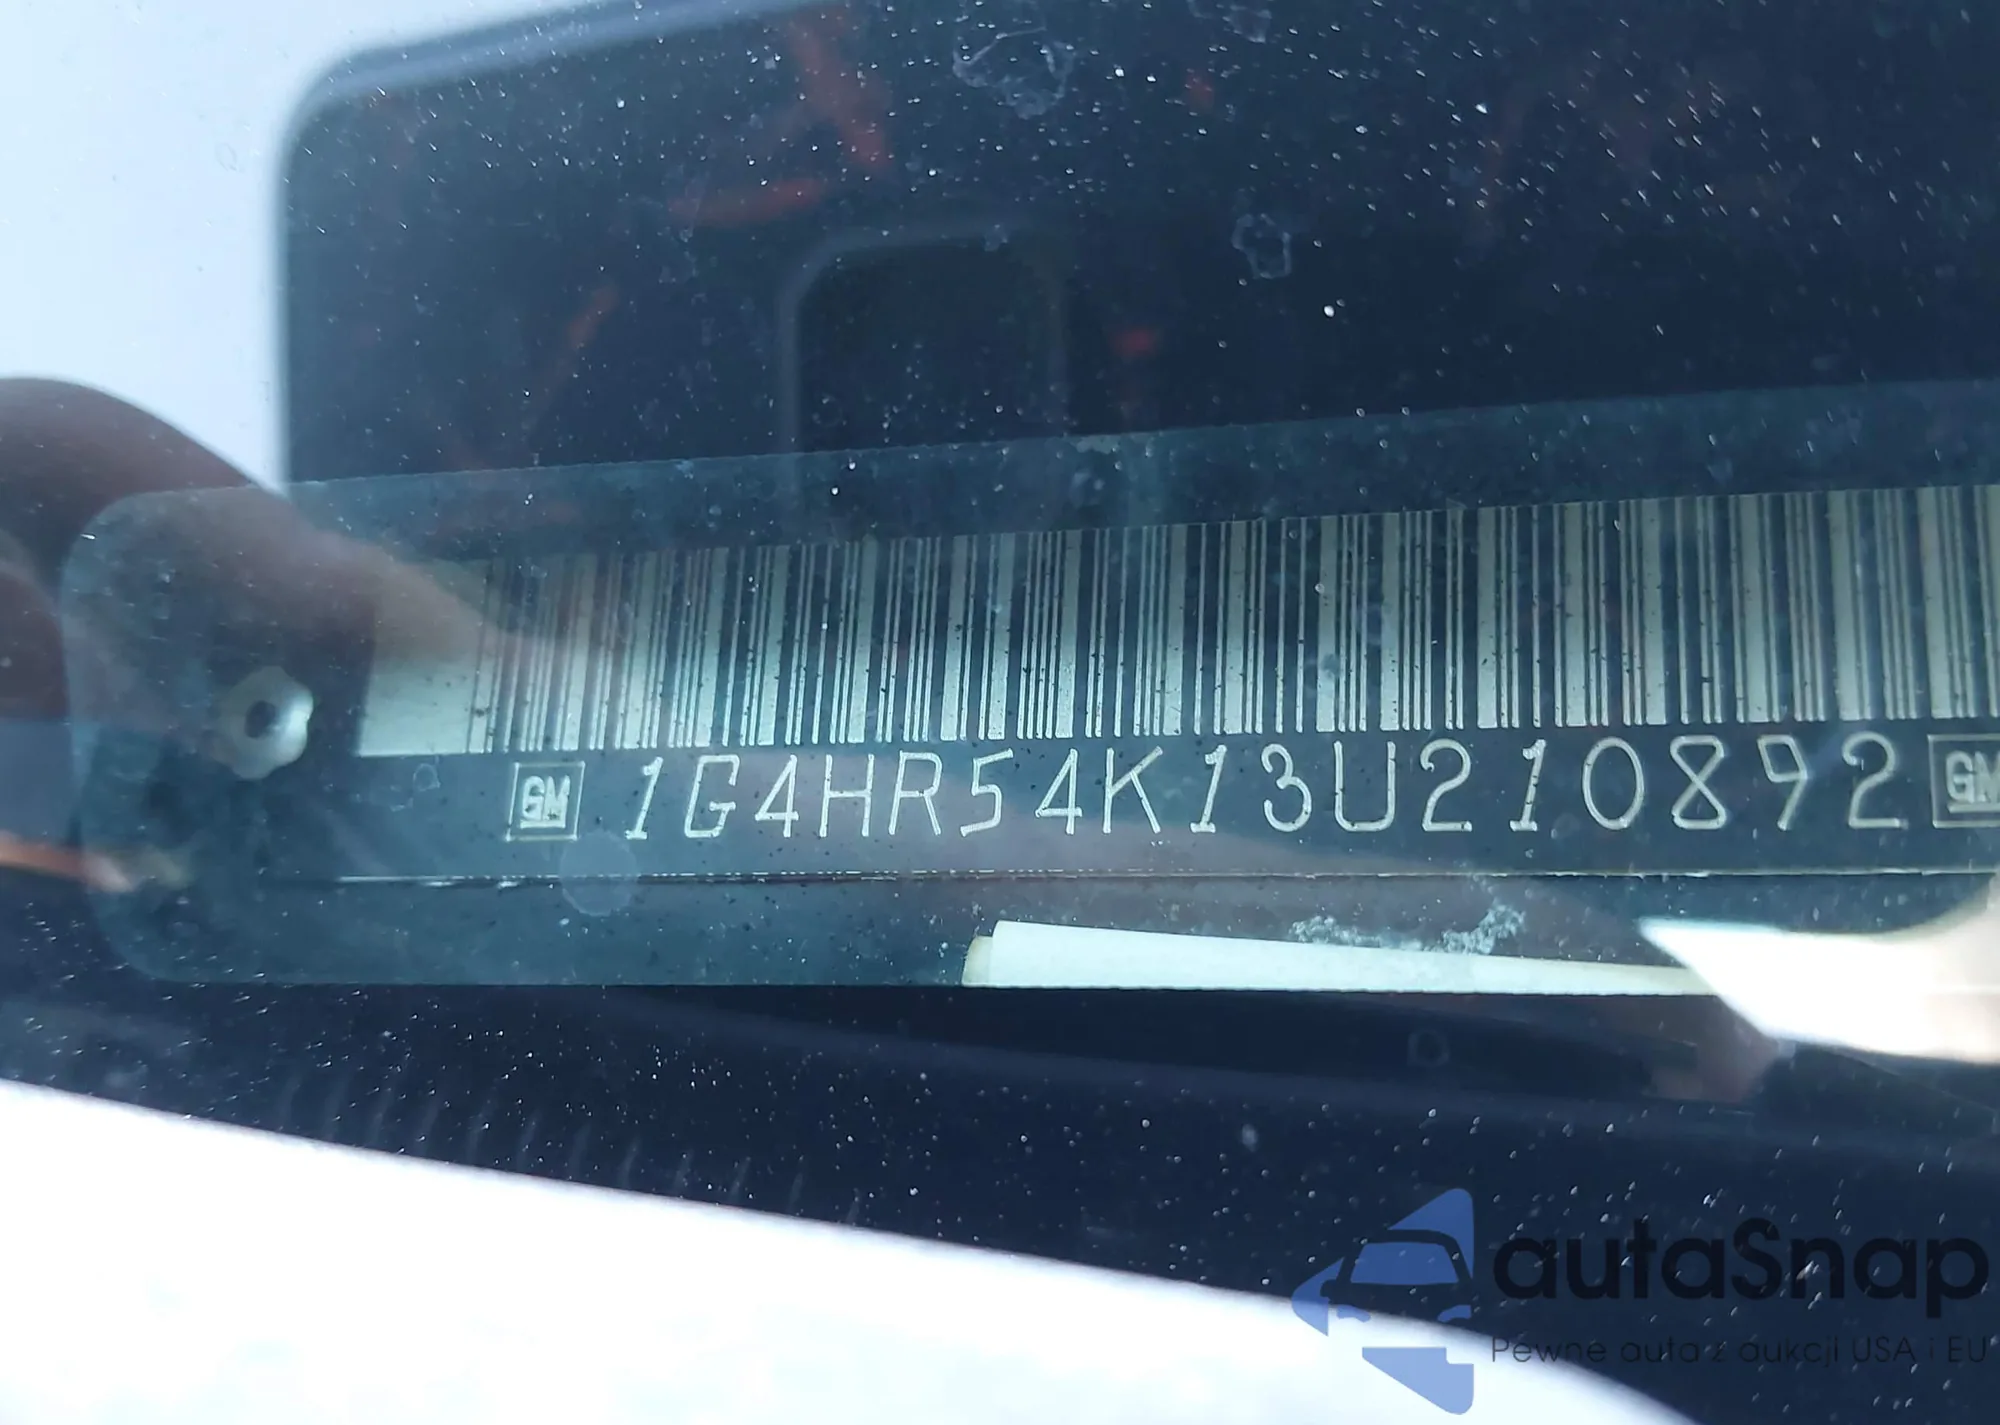 GM 1G4HR54K13U210892 GM
autaSnap
Pewne auta z aukcji USA i EU